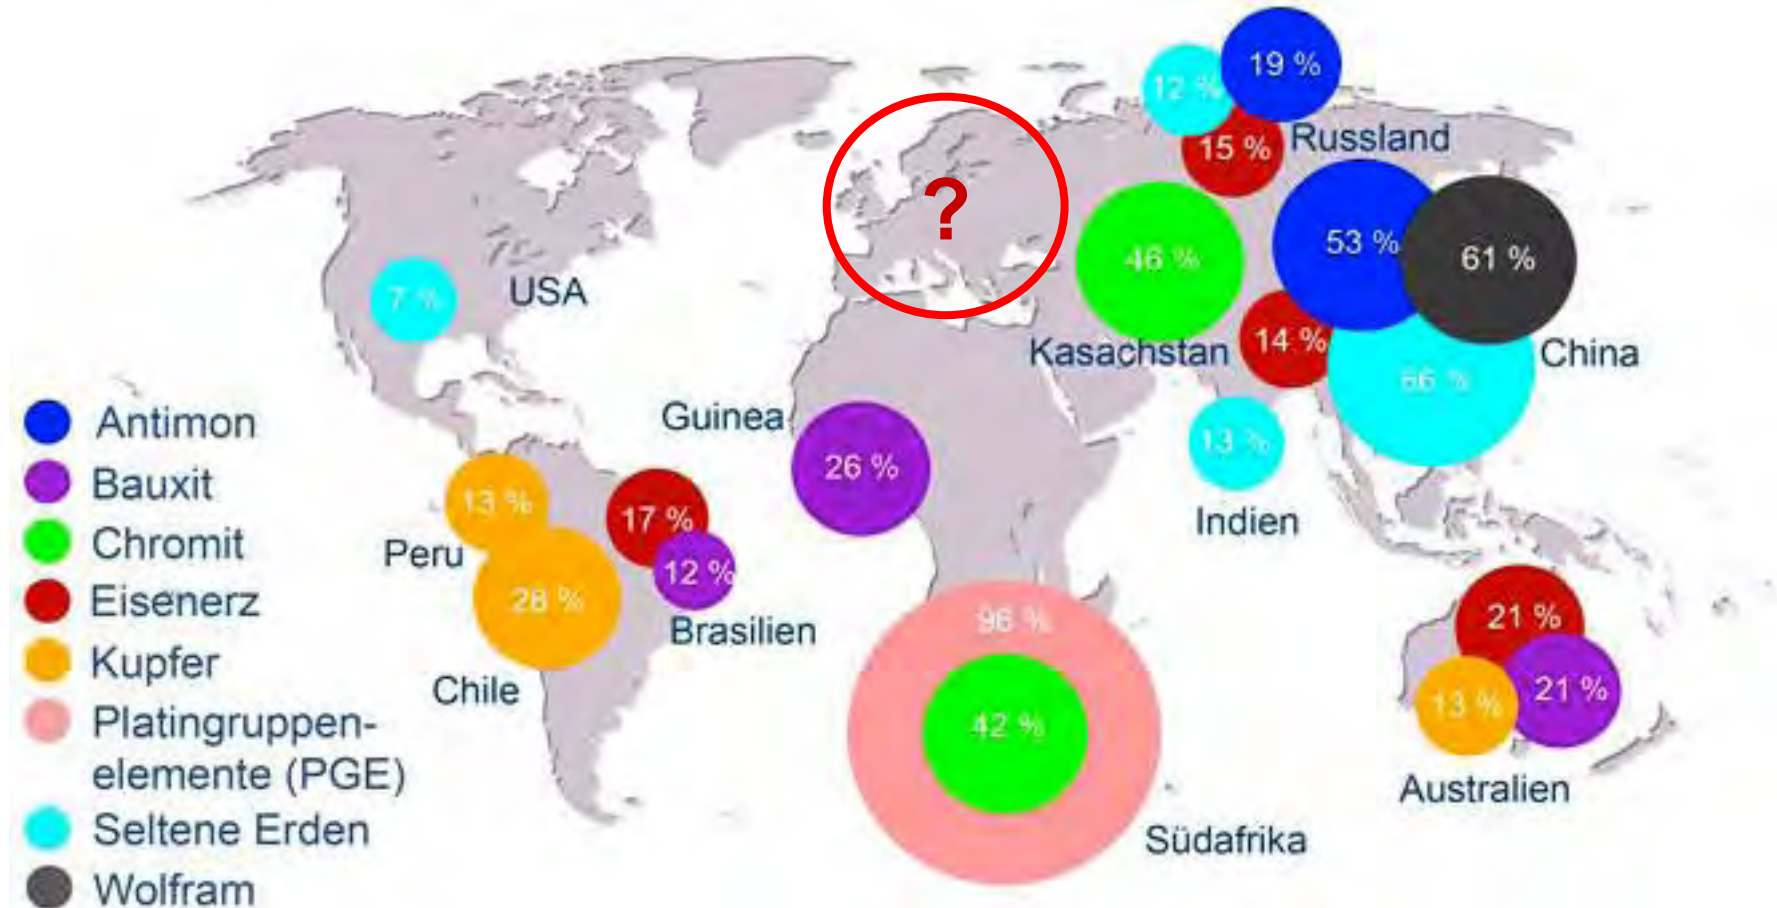 19 %
12 %
15 %
Russland
?
46 %
53 %
61 %
7 %
USA
14 %
Kasachstan
China
66 %
Guinea
26 %
13 %
Indien
13 %
Peru
17 %
12 %
28 %
Brasilien
Chile
96 %
42 %
Südafrika
21 %
13 %
21 %
Australien
Antimon
Bauxit
Chromit
Eisenerz
Kupfer
Platingruppen-
elemente (PGE)
Seltene Erden
Wolfram